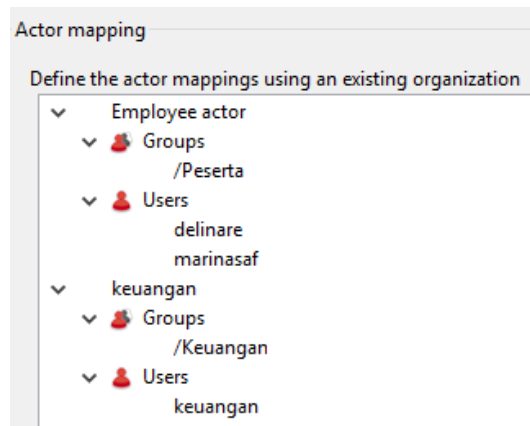 Actor mapping
Define the actor mappings using an existing organization
Employee actor
Groups
/Peserta
Users
delinare
marinasaf
keuangan
Groups
/Keuangan
Users
keuangan